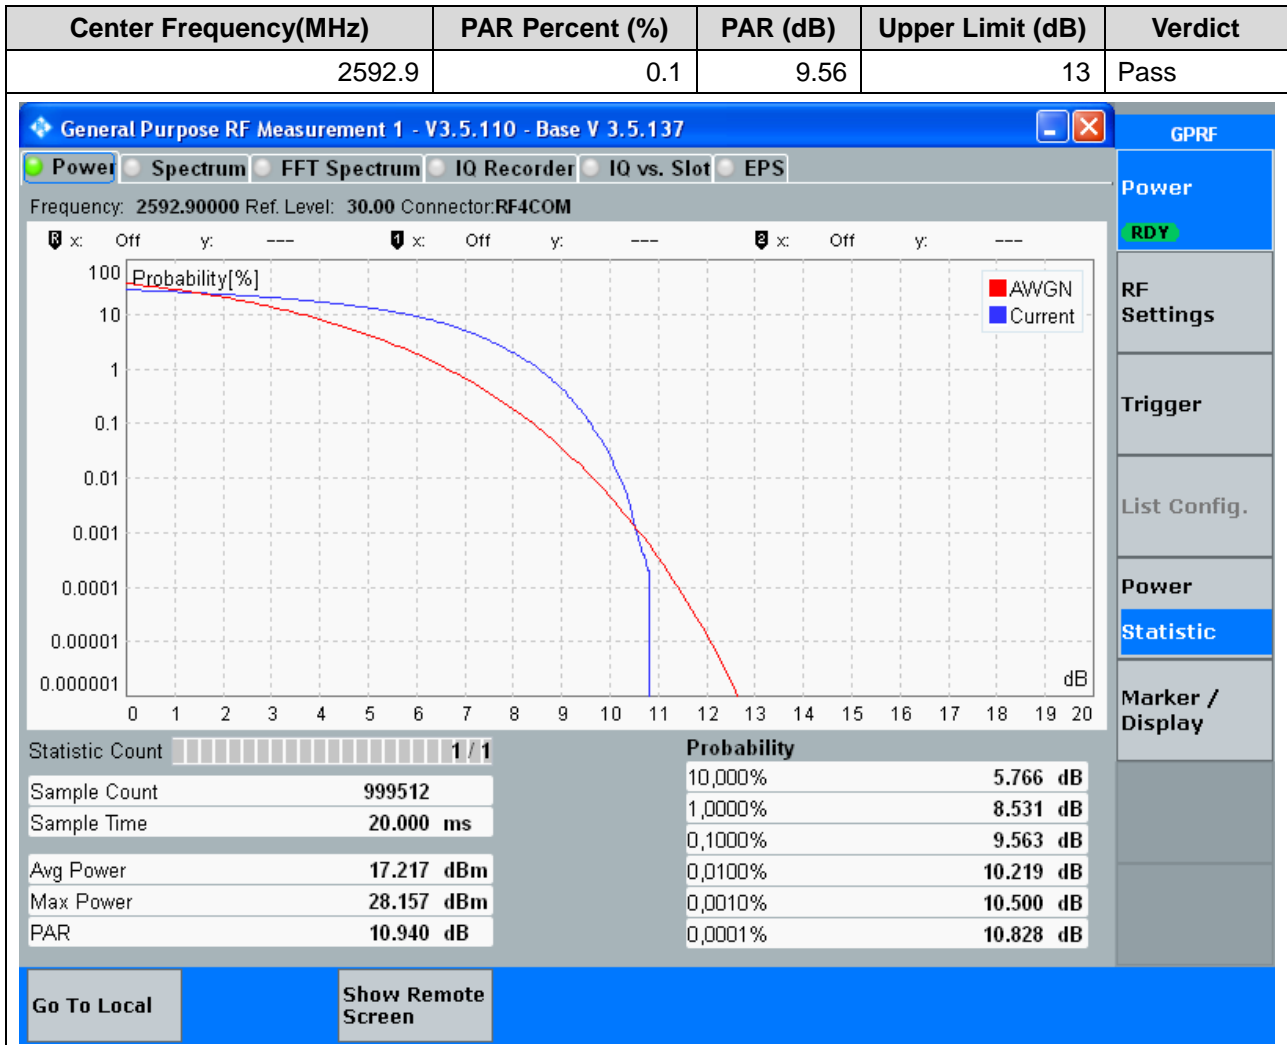 Center Frequency(MHz) PAR Percent (%) PAR (dB) Upper Limit (dB) Verdict
2592.9 0.1 9.56 13 Pass
General Purpose RF Measurement 1 - V3.5.110 - Base V 3.5.137
GPRF
Power Spectrum FFT Spectrum IQ Recorder IQ vs. Slot EPS
Power
RDY
Frequency: 2592.90000 Ref. Level: 30.00 Connector:RF4COM
R x: Off y: --- 1 x: Off y: --- 2 x: Off y: ---
Probability[%]
AWGN
Current
100
10
1
0.1
0.01
0.001
0.0001
0.00001
0.000001
dB
0 1 2 3 4 5 6 7 8 9 10 11 12 13 14 15 16 17 18 19 20
RF
Settings
Trigger
List Config.
Power
Statistic
Marker /
Display
Statistic Count 1 / 1
Sample Count 999512
Sample Time 20.000 ms
Avg Power 17.217 dBm
Max Power 28.157 dBm
PAR 10.940 dB
Probability
10,000% 5.766 dB
1,0000% 8.531 dB
0,1000% 9.563 dB
0,0100% 10.219 dB
0,0010% 10.500 dB
0,0001% 10.828 dB
Go To Local
Show Remote
Screen